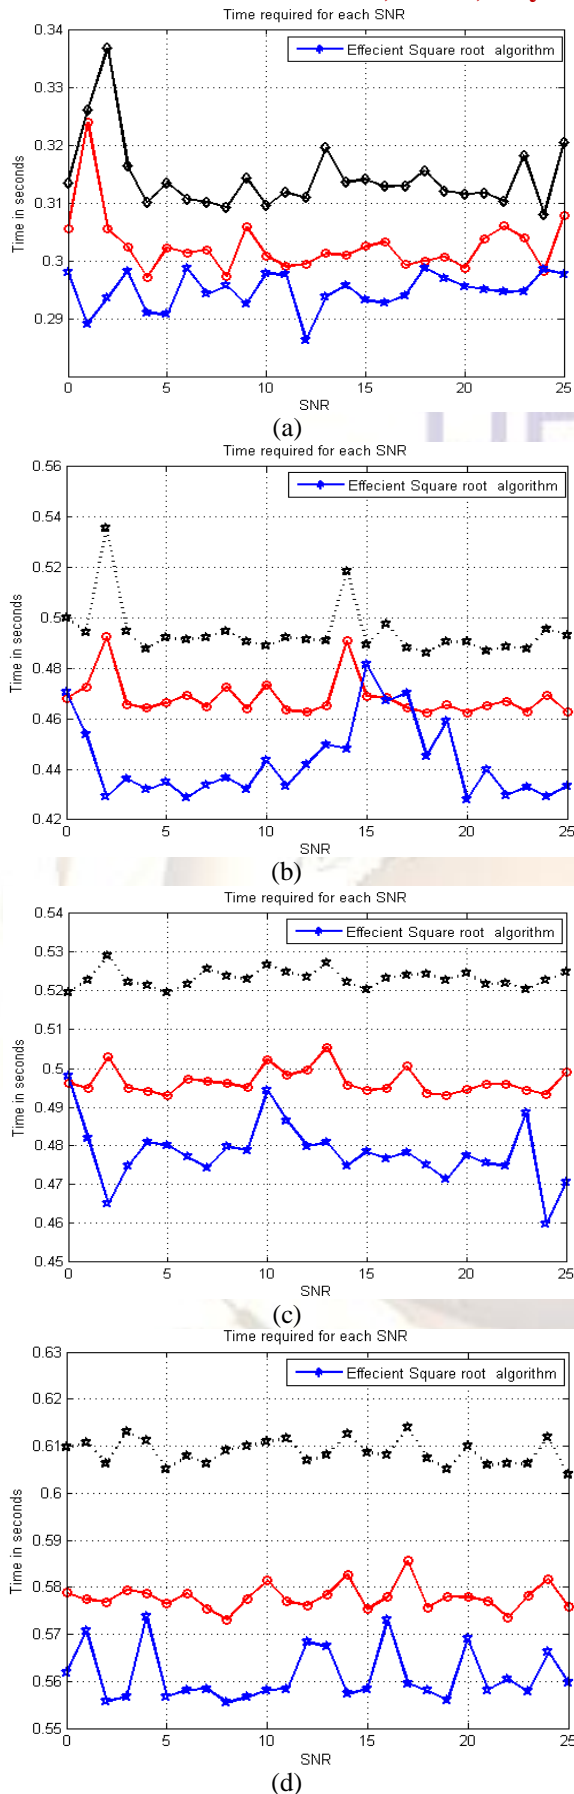 Time required for each SNR
Effecient Square root algorithm
0.34
0.33
0.32
0.31
0.3
0.29
Time in seconds
0 5 10 15 20 25
SNR
(a)
Time required for each SNR
Effecient Square root algorithm
0.56
0.54
0.52
0.5
0.48
0.46
0.44
0.42
Time in seconds
0 5 10 15 20 25
SNR
(b)
Time required for each SNR
Effecient Square root algorithm
0.54
0.53
0.52
0.51
0.5
0.49
0.48
0.47
0.46
0.45
Time in seconds
0 5 10 15 20 25
SNR
(c)
Time required for each SNR
Effecient Square root algorithm
0.63
0.62
0.61
0.6
0.59
0.58
0.57
0.56
0.55
Time in seconds
0 5 10 15 20 25
SNR
(d)